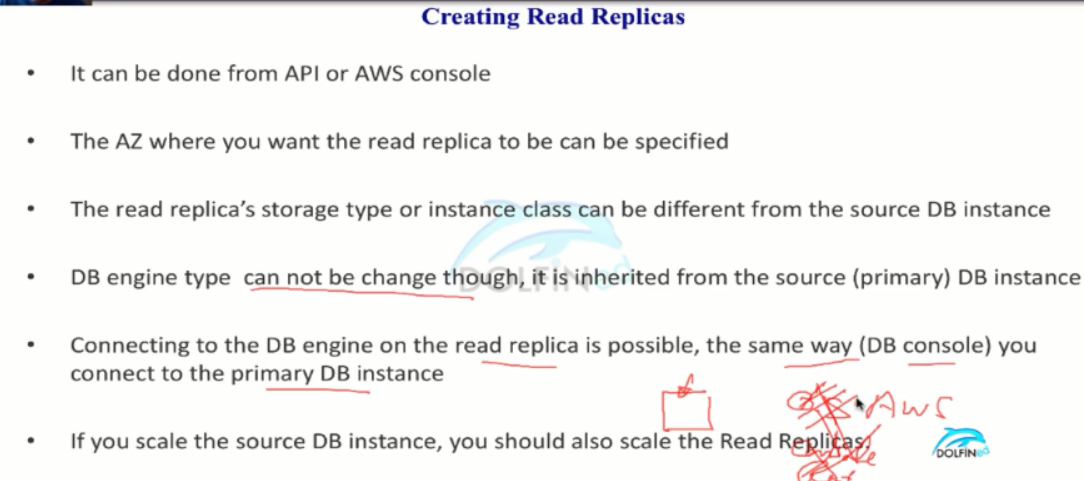 Creating Read Replicas
• It can be done from API or AWS console
• The AZ where you want the read replica to be can be specified
• The read replica's storage type or instance class can be different from the source DB instance
• DB engine type can not be change though, it is inherited from the source (primary) DB instance
• Connecting to the DB engine on the read replica is possible, the same way (DB console) you
connect to the primary DB instance
AWS
• If you scale the source DB instance, you should also scale the Read Replicas
DOLFINed
DOLFINed